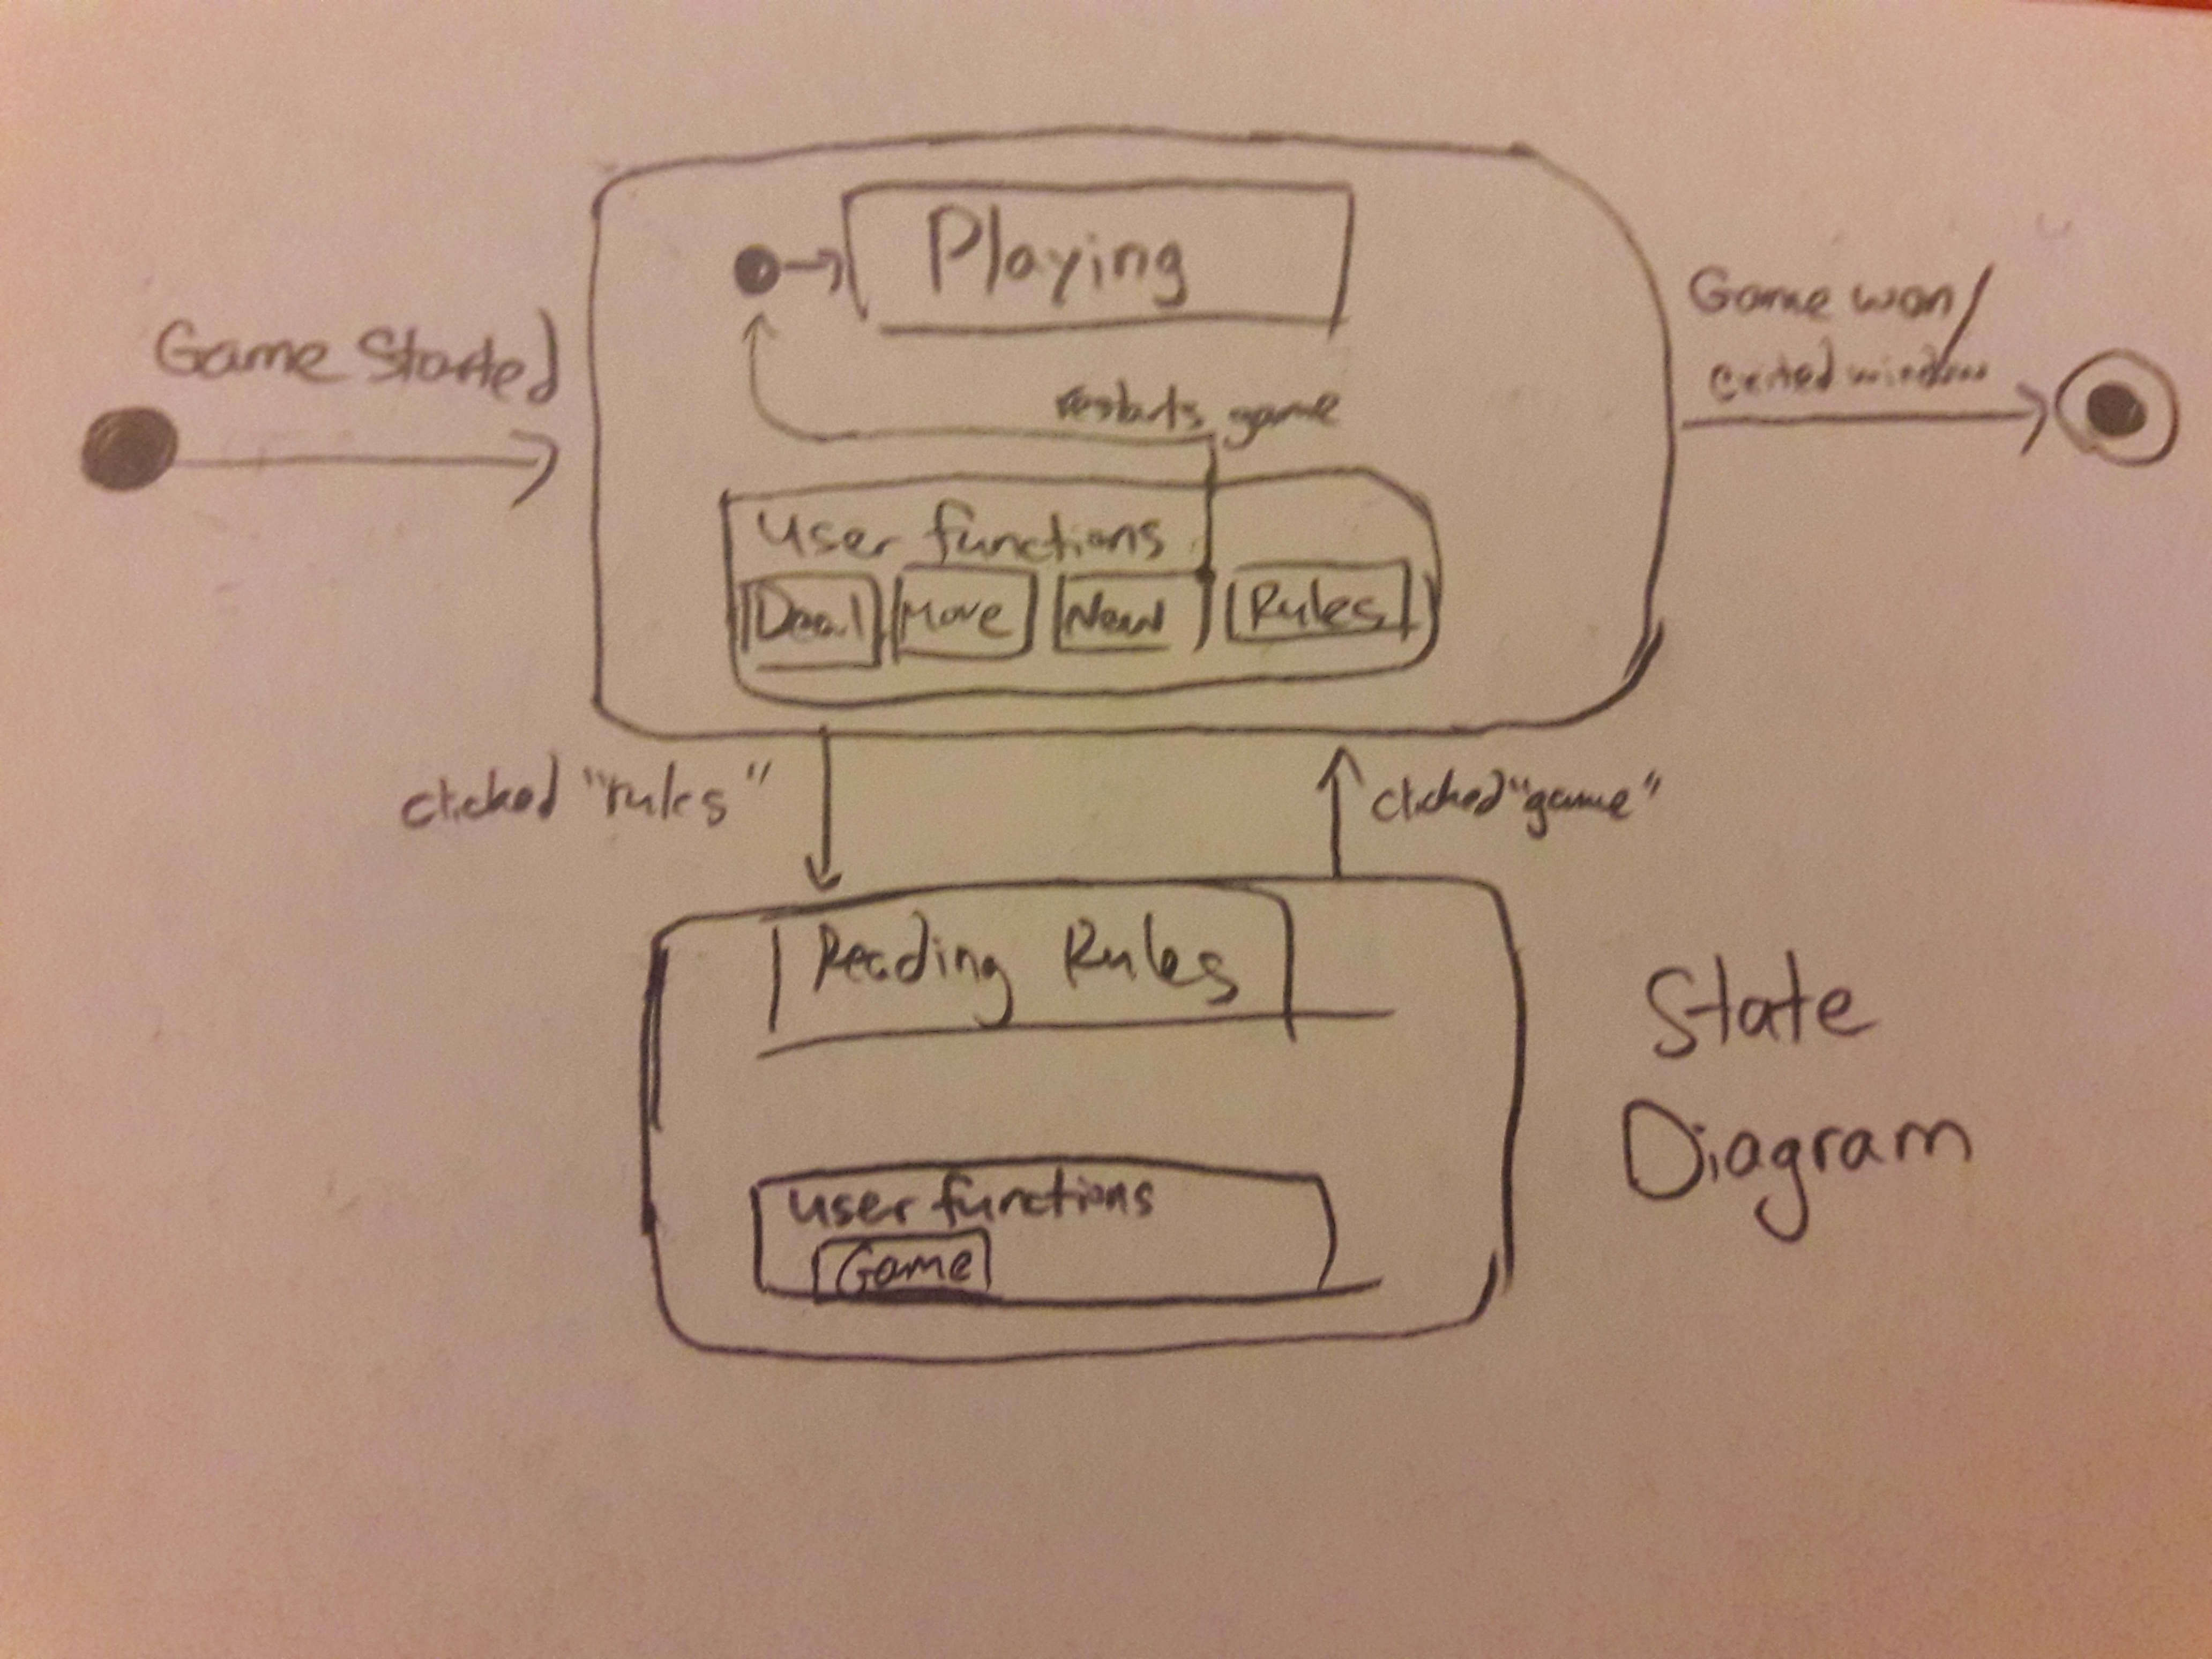 Playing
Game Started
Game won/
exited window
restarts game
user functions
Deal Move New Rules
clicked "rules"
clicked "game"
Reading Rules
State
Diagram
user functions
Game